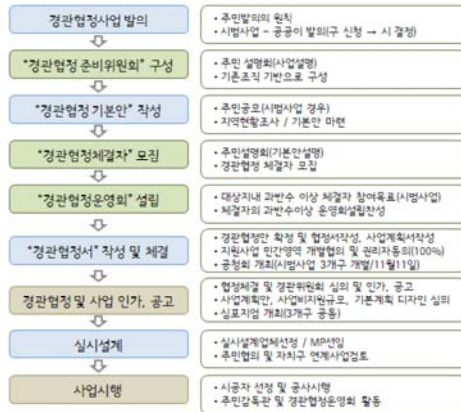 경관협정사업 발의
• 주민발의의 원칙
• 시범사업 - 공공이 발의(구 신청 → 시 결정)
"경관협정 준비위원회" 구성
• 주민 설명회(사업설명)
• 기존조직 기반으로 구성
"경관협정 기본안" 작성
• 주민공모(시범사업 경우)
• 지역현황조사 / 기본안 마련
"경관협정체결자" 모집
• 주민설명회(기본안설명)
• 경관협정 체결자 모집
"경관협정운영회" 설립
• 대상지내 과반수 이상 체결자 참여목표(시범사업)
• 체결자의 과반수이상 운영회설립찬성
"경관협정서" 작성 및 체결
• 경관협정안 확정 및 협정서작성, 사업계획서작성
• 지원사업 민간영역 개별협의 및 권리자동의(100%)
• 공청회 개최(시범사업 3개구 개별/11월11일)
경관협정 및 사업 인가, 공고
• 협정체결 및 경관위원회 심의 및 인가, 공고
• 사업계획안, 사업비지원규모, 기본계획 디자인 심의
• 심포지엄 개최(3개구 공동)
실시설계
• 실시설계업체선정 / MP선임
• 주민협의 및 자치구 연계사업검토
사업시행
• 시공자 선정 및 공사시행
• 주민감독관 및 경관협정운영회 활동